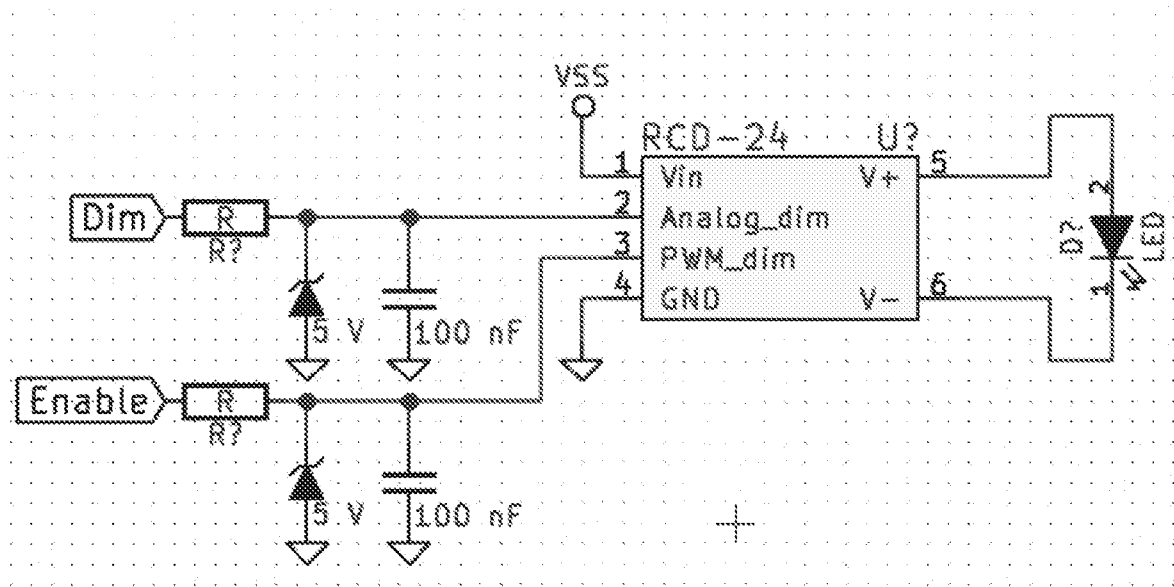 VSS
RCD-24 U?
1 Vin V+ 5
Dim R 2 Analog_dim
R? 3 PWM_dim
4 GND V- 6
2
D? LED
1
5 V 100 nF
Enable R
R?
5 V 100 nF